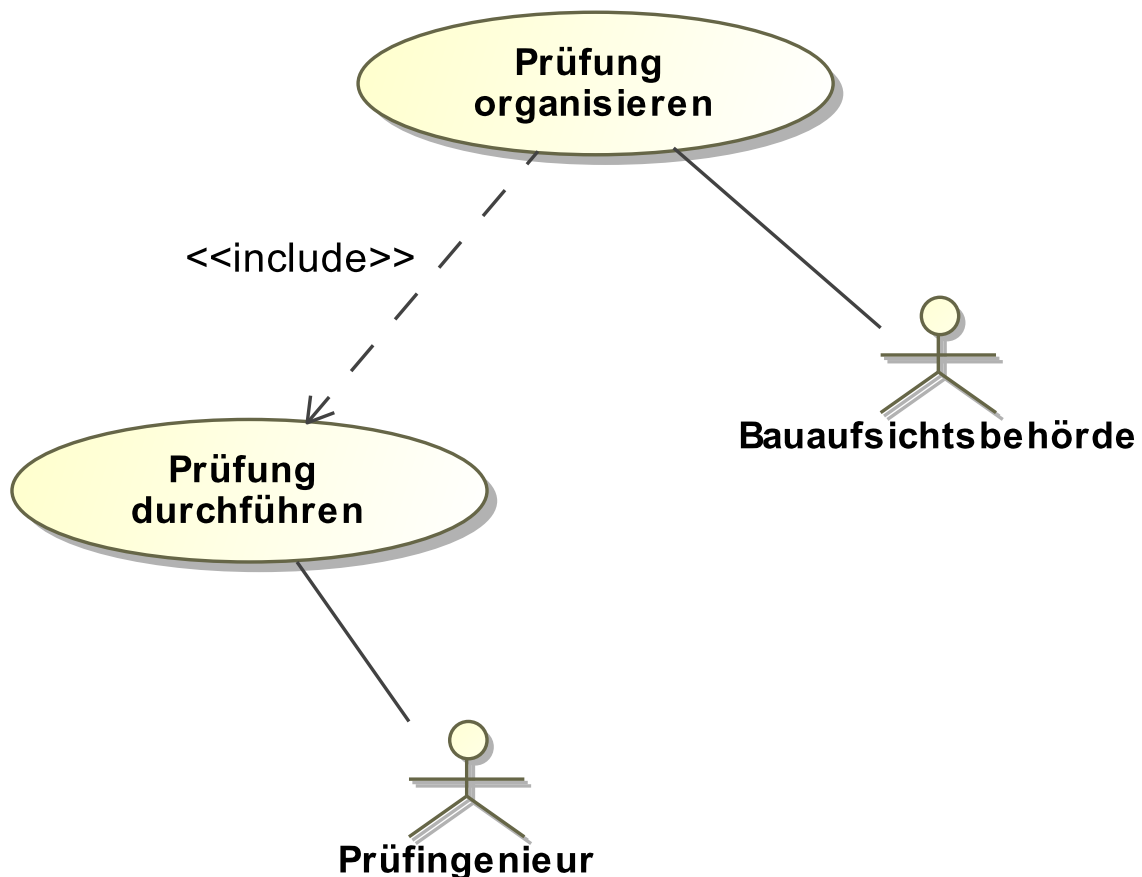 Prüfung
organisieren
<<include>>
Bauaufsichtsbehörde
Prüfung
durchführen
Prüfingenieur